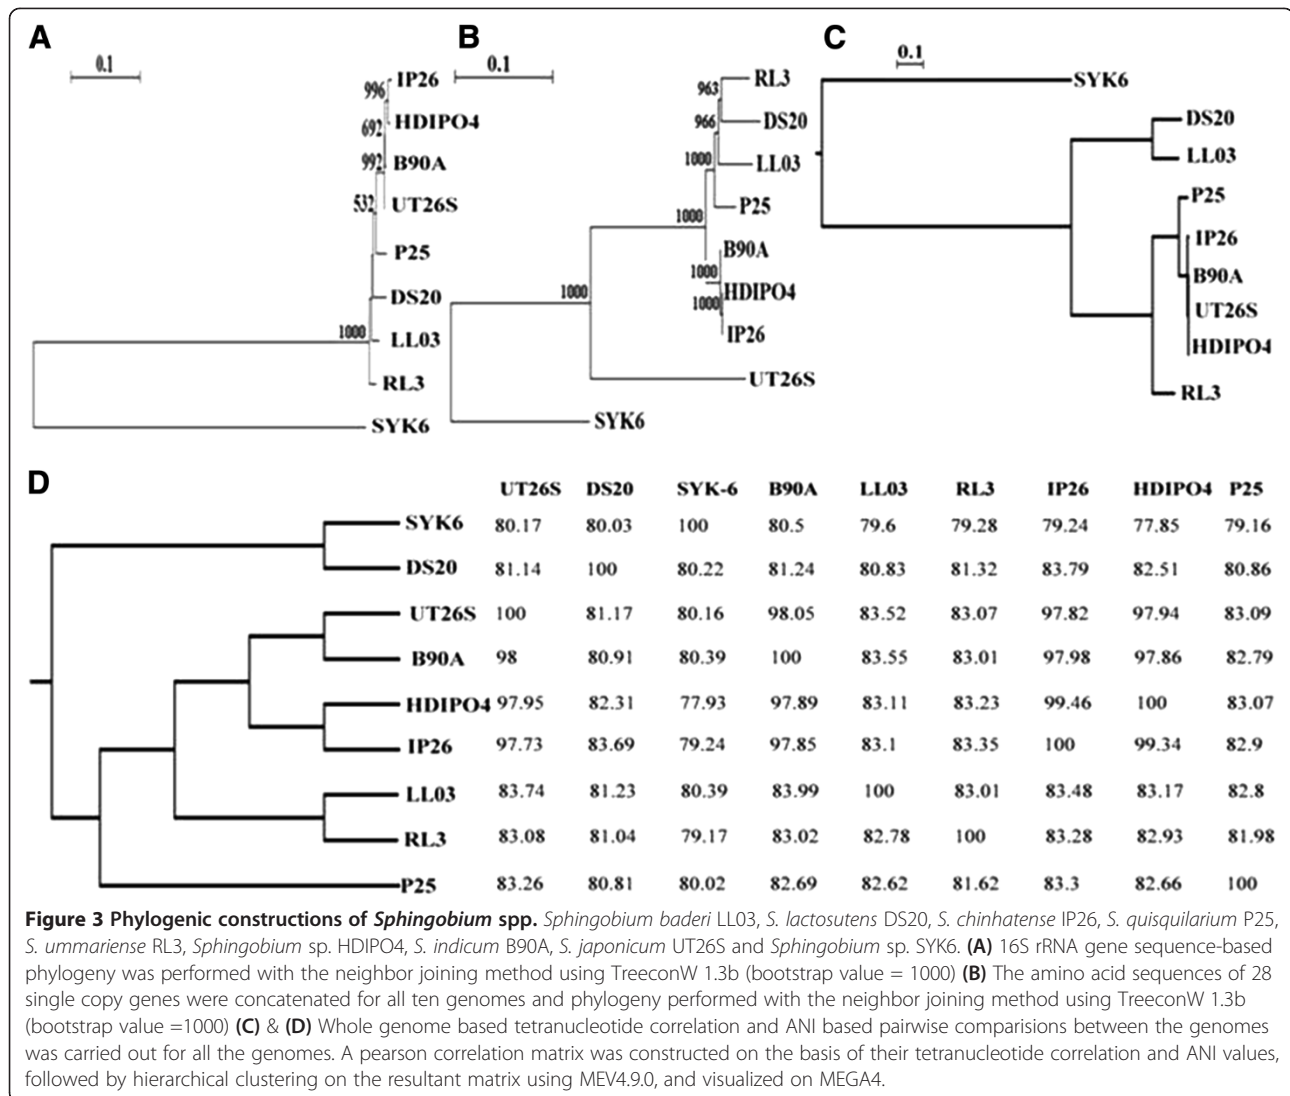 A
0.1
996
IP26
692
HDIPO4
992
B90A
532
UT26S
P25
DS20
1000
LL03
RL3
SYK6
B
0.1
963
RL3
966
DS20
1000
LL03
1000
P25
B90A
1000
HDIPO4
1000
1000
IP26
UT26S
SYK6
C
0.1
SYK6
DS20
LL03
P25
IP26
B90A
UT26S
HDIPO4
RL3
D
UT26S DS20 SYK-6 B90A LL03 RL3 IP26 HDIPO4 P25
SYK6 80.17 80.03 100 80.5 79.6 79.28 79.24 77.85 79.16
DS20 81.14 100 80.22 81.24 80.83 81.32 83.79 82.51 80.86
UT26S 100 81.17 80.16 98.05 83.52 83.07 97.82 97.94 83.09
B90A 98 80.91 80.39 100 83.55 83.01 97.98 97.86 82.79
HDIPO4 97.95 82.31 77.93 97.89 83.11 83.23 99.46 100 83.07
IP26 97.73 83.69 79.24 97.85 83.1 83.35 100 99.34 82.9
LL03 83.74 81.23 80.39 83.99 100 83.01 83.48 83.17 82.8
RL3 83.08 81.04 79.17 83.02 82.78 100 83.28 82.93 81.98
P25 83.26 80.81 80.02 82.69 82.62 81.62 83.3 82.66 100
Figure 3 Phylogenic constructions of Sphingobium spp. Sphingobium baderi LL03, S. lactosutens DS20, S. chinhatense IP26, S. quisquilarium P25,
S. ummariense RL3, Sphingobium sp. HDIPO4, S. indicum B90A, S. japonicum UT26S and Sphingobium sp. SYK6. (A) 16S rRNA gene sequence-based
phylogeny was performed with the neighbor joining method using TreeconW 1.3b (bootstrap value = 1000) (B) The amino acid sequences of 28
single copy genes were concatenated for all ten genomes and phylogeny performed with the neighbor joining method using TreeconW 1.3b
(bootstrap value =1000) (C) & (D) Whole genome based tetranucleotide correlation and ANI based pairwise comparisions between the genomes
was carried out for all the genomes. A pearson correlation matrix was constructed on the basis of their tetranucleotide correlation and ANI values,
followed by hierarchical clustering on the resultant matrix using MEV4.9.0, and visualized on MEGA4.